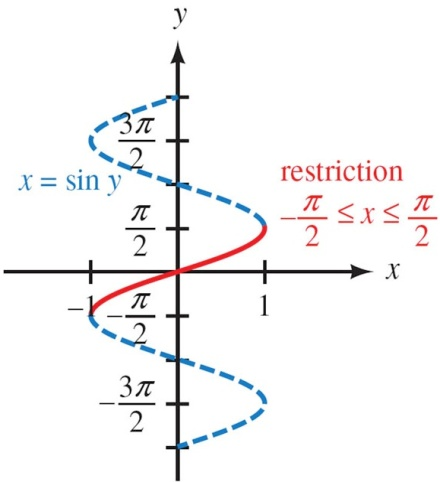 y
3π/2
x = sin y
restriction
-π/2 ≤ x ≤ π/2
π/2
x
-1
-π/2
1
-3π/2